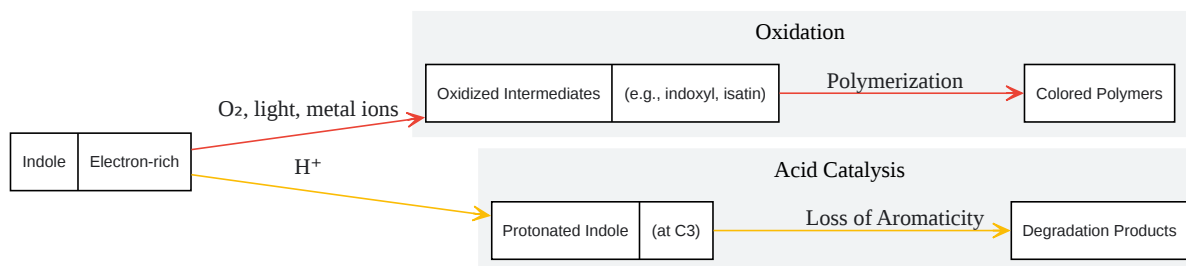 Oxidation
Oxidized Intermediates (e.g., indoxyl, isatin)
Polymerization
Colored Polymers
O₂, light, metal ions
Indole Electron-rich
H⁺
Acid Catalysis
Protonated Indole (at C3)
Loss of Aromaticity
Degradation Products